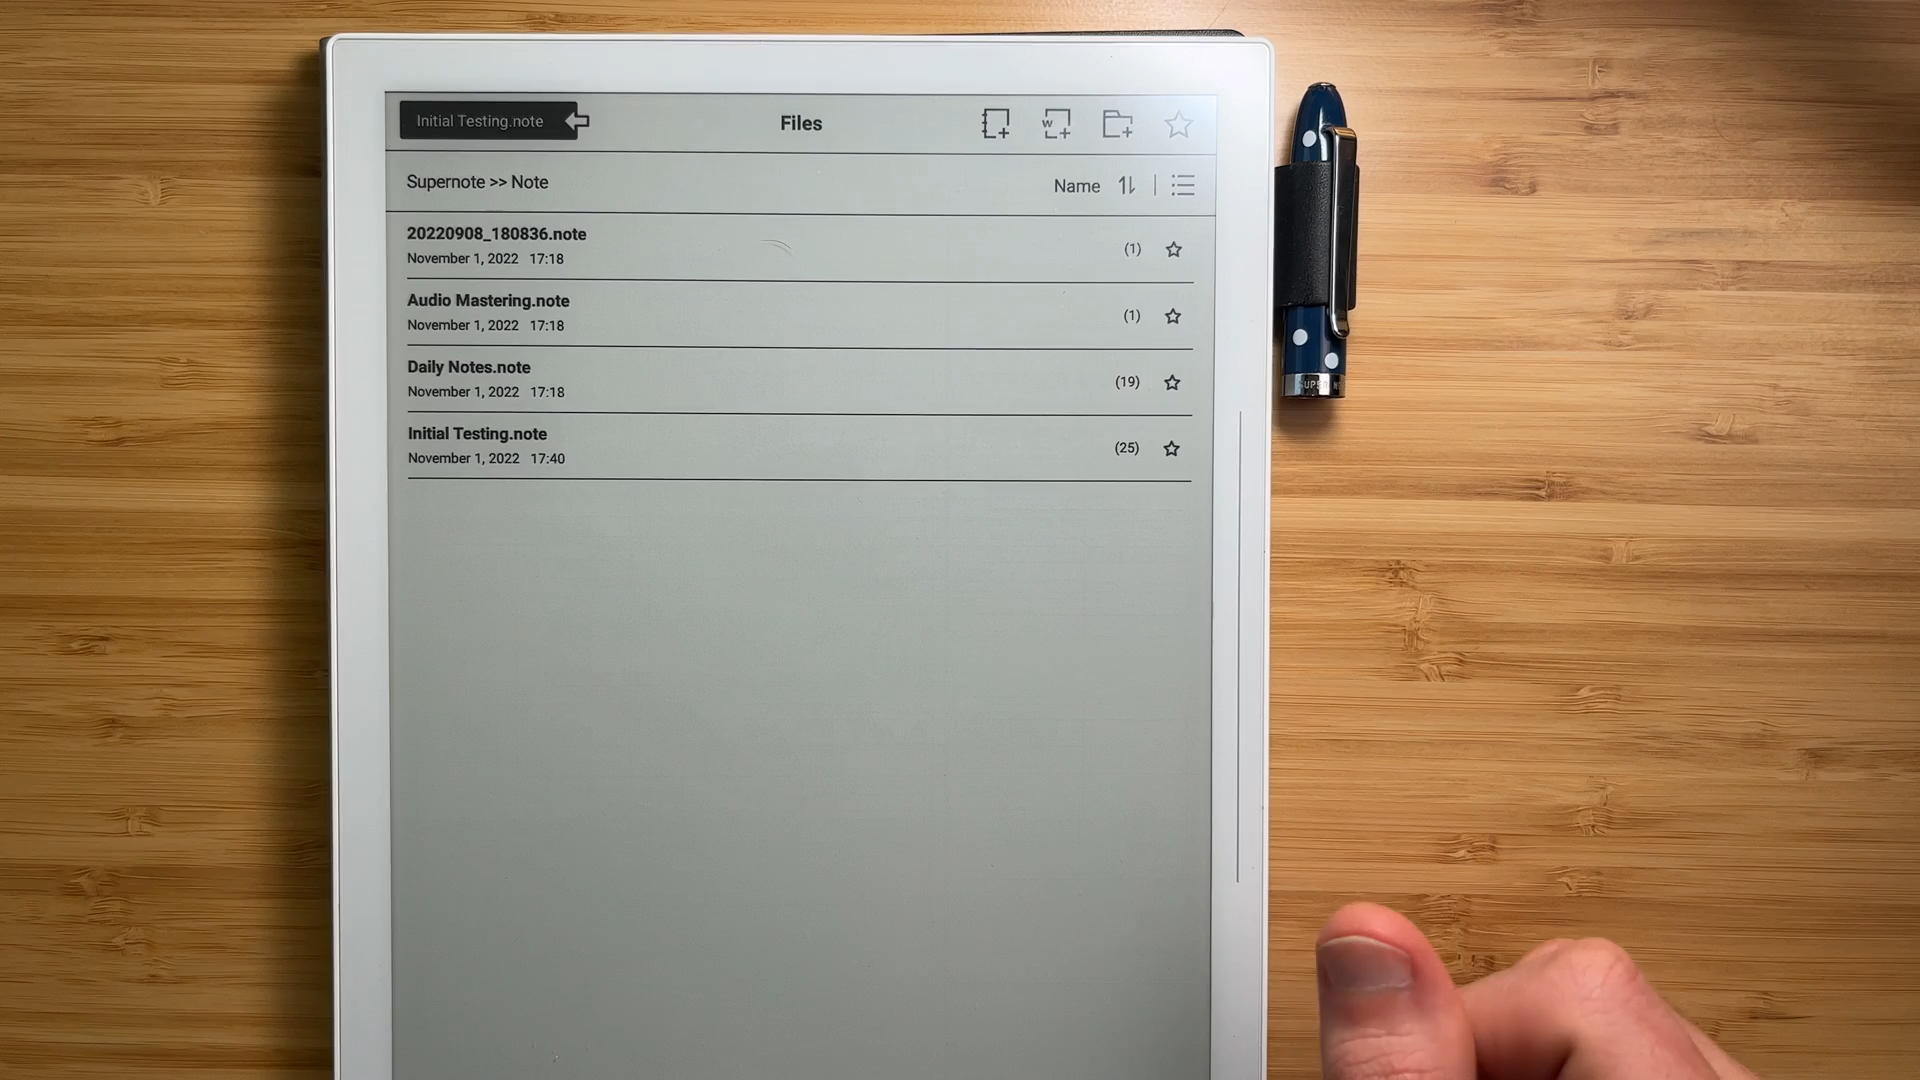 Initial Testing.note
Files
Supernote >> Note
Name
20220908_180836.note
November 1, 2022 17:18
(1)
Audio Mastering.note
November 1, 2022 17:18
(1)
Daily Notes.note
November 1, 2022 17:18
(19)
Initial Testing.note
November 1, 2022 17:40
(25)
W